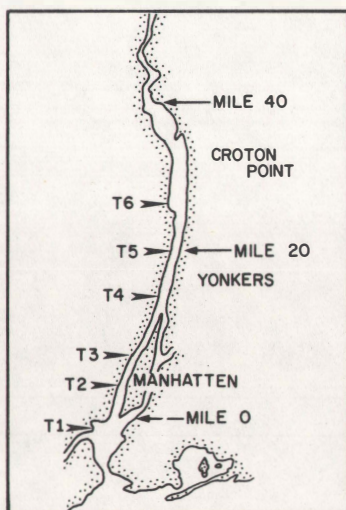 MILE 40
CROTON
POINT
T6
T5
MILE 20
YONKERS
T4
T3
MANHATTEN
T2
T1
MILE 0